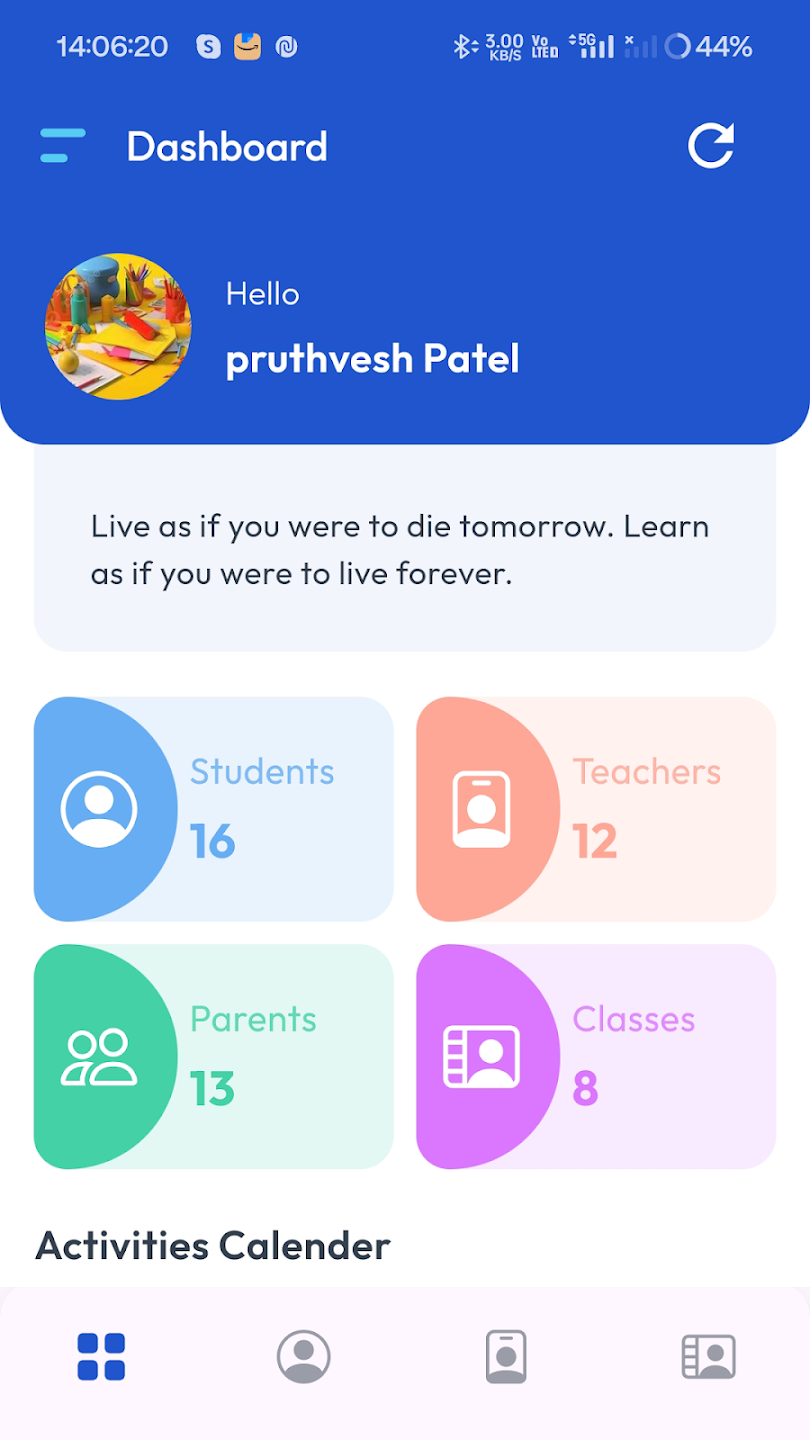 14:06:20 S 3.00 KB/S Vo LTED 5G 44%
Dashboard
Hello
pruthvesh Patel
Live as if you were to die tomorrow. Learn
as if you were to live forever.
Students
16
Teachers
12
Parents
13
Classes
8
Activities Calender